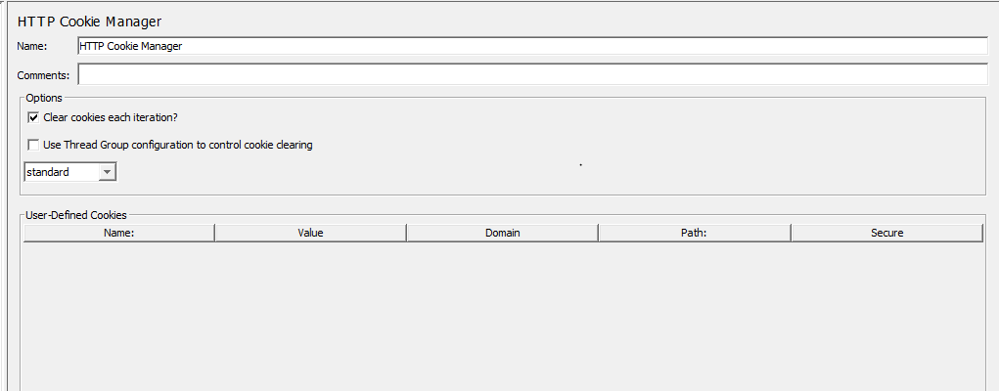 HTTP Cookie Manager
Name: HTTP Cookie Manager
Comments:
Options
Clear cookies each iteration?
Use Thread Group configuration to control cookie clearing
standard
User-Defined Cookies
Name: Value Domain Path: Secure